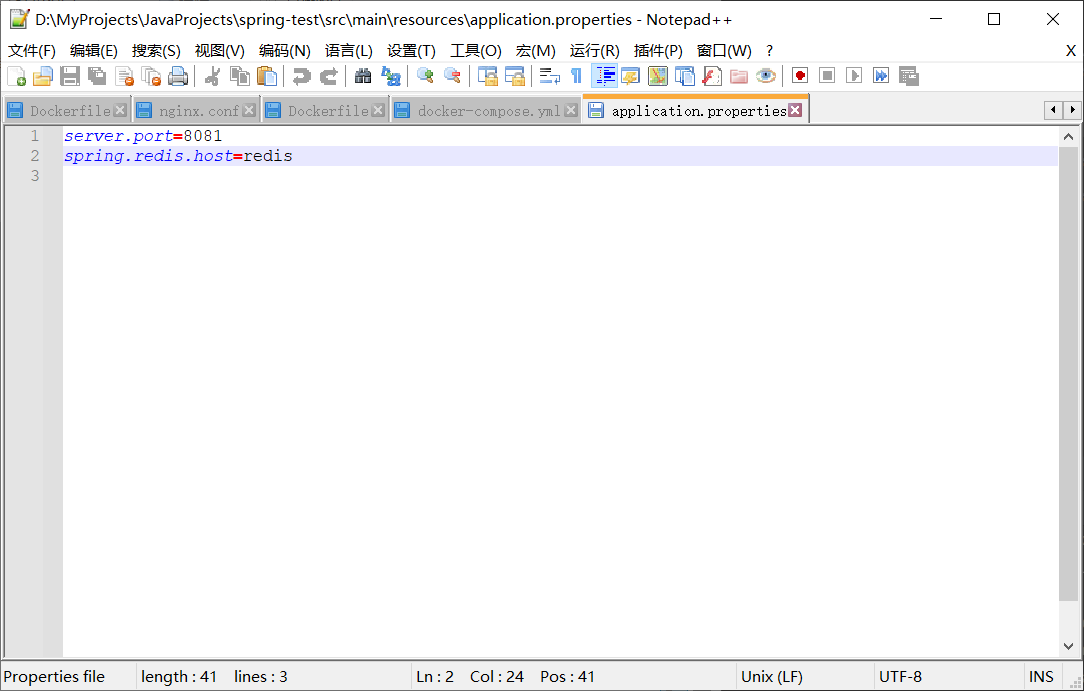 D:\MyProjects\JavaProjects\spring-test\src\main\resources\application.properties - Notepad++
文件(F) 编辑(E) 搜索(S) 视图(V) 编码(N) 语言(L) 设置(T) 工具(O) 宏(M) 运行(R) 插件(P) 窗口(W) ? X
Dockerfile nginx.conf Dockerfile docker-compose.yml application.properties
1 server.port=8081
2 spring.redis.host=redis
3
Properties file length : 41 lines : 3 Ln : 2 Col : 24 Pos : 41 Unix (LF) UTF-8 INS